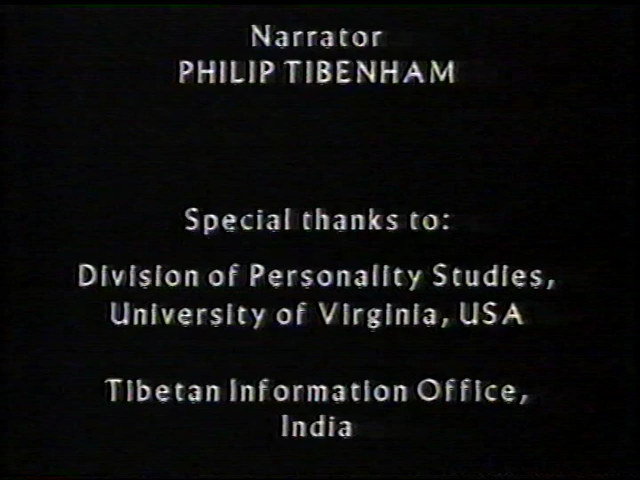 Narrator
PHILIP TIBENHAM
Special thanks to:
Division of Personality Studies,
University of Virginia, USA
Tibetan Information Office,
India